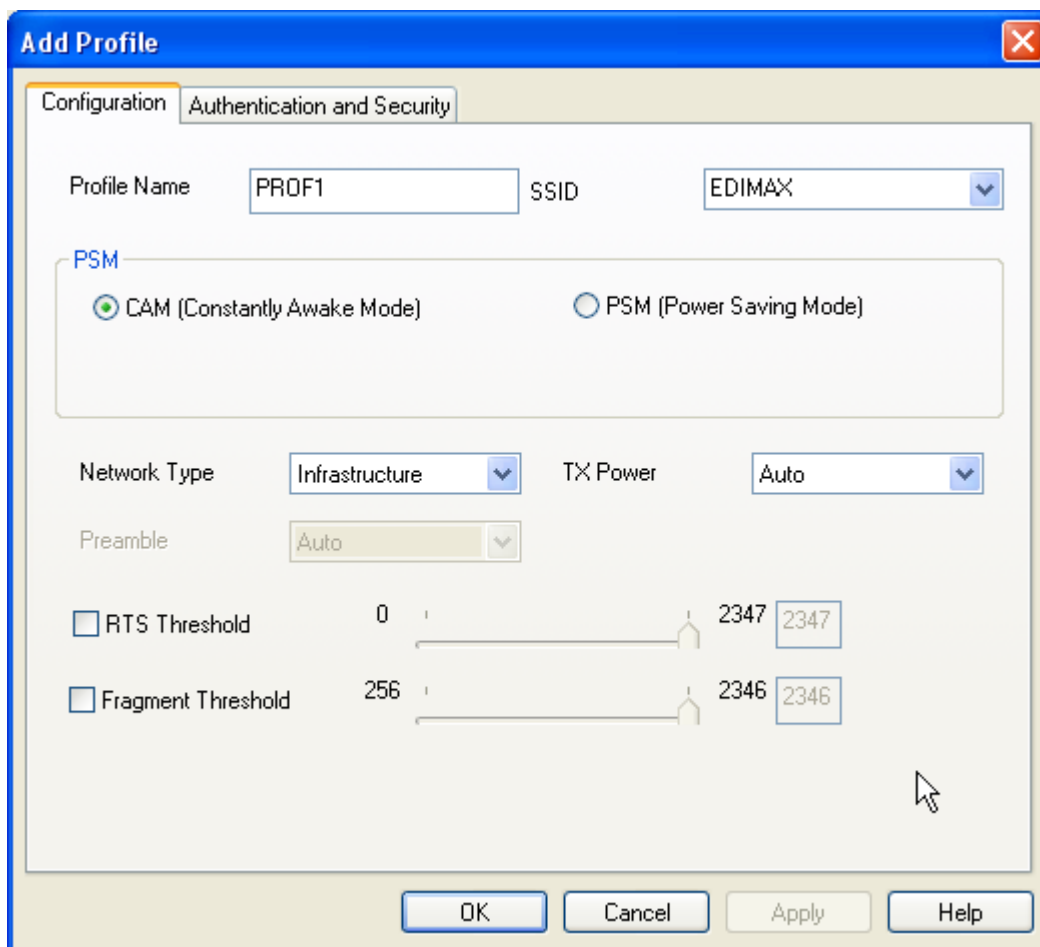 Add Profile
Configuration
Authentication and Security
Profile Name
PROF1
SSID
EDIMAX
PSM
CAM (Constantly Awake Mode)
PSM (Power Saving Mode)
Network Type
Infrastructure
TX Power
Auto
Preamble
Auto
RTS Threshold
0
2347
2347
Fragment Threshold
256
2346
2346
OK
Cancel
Apply
Help